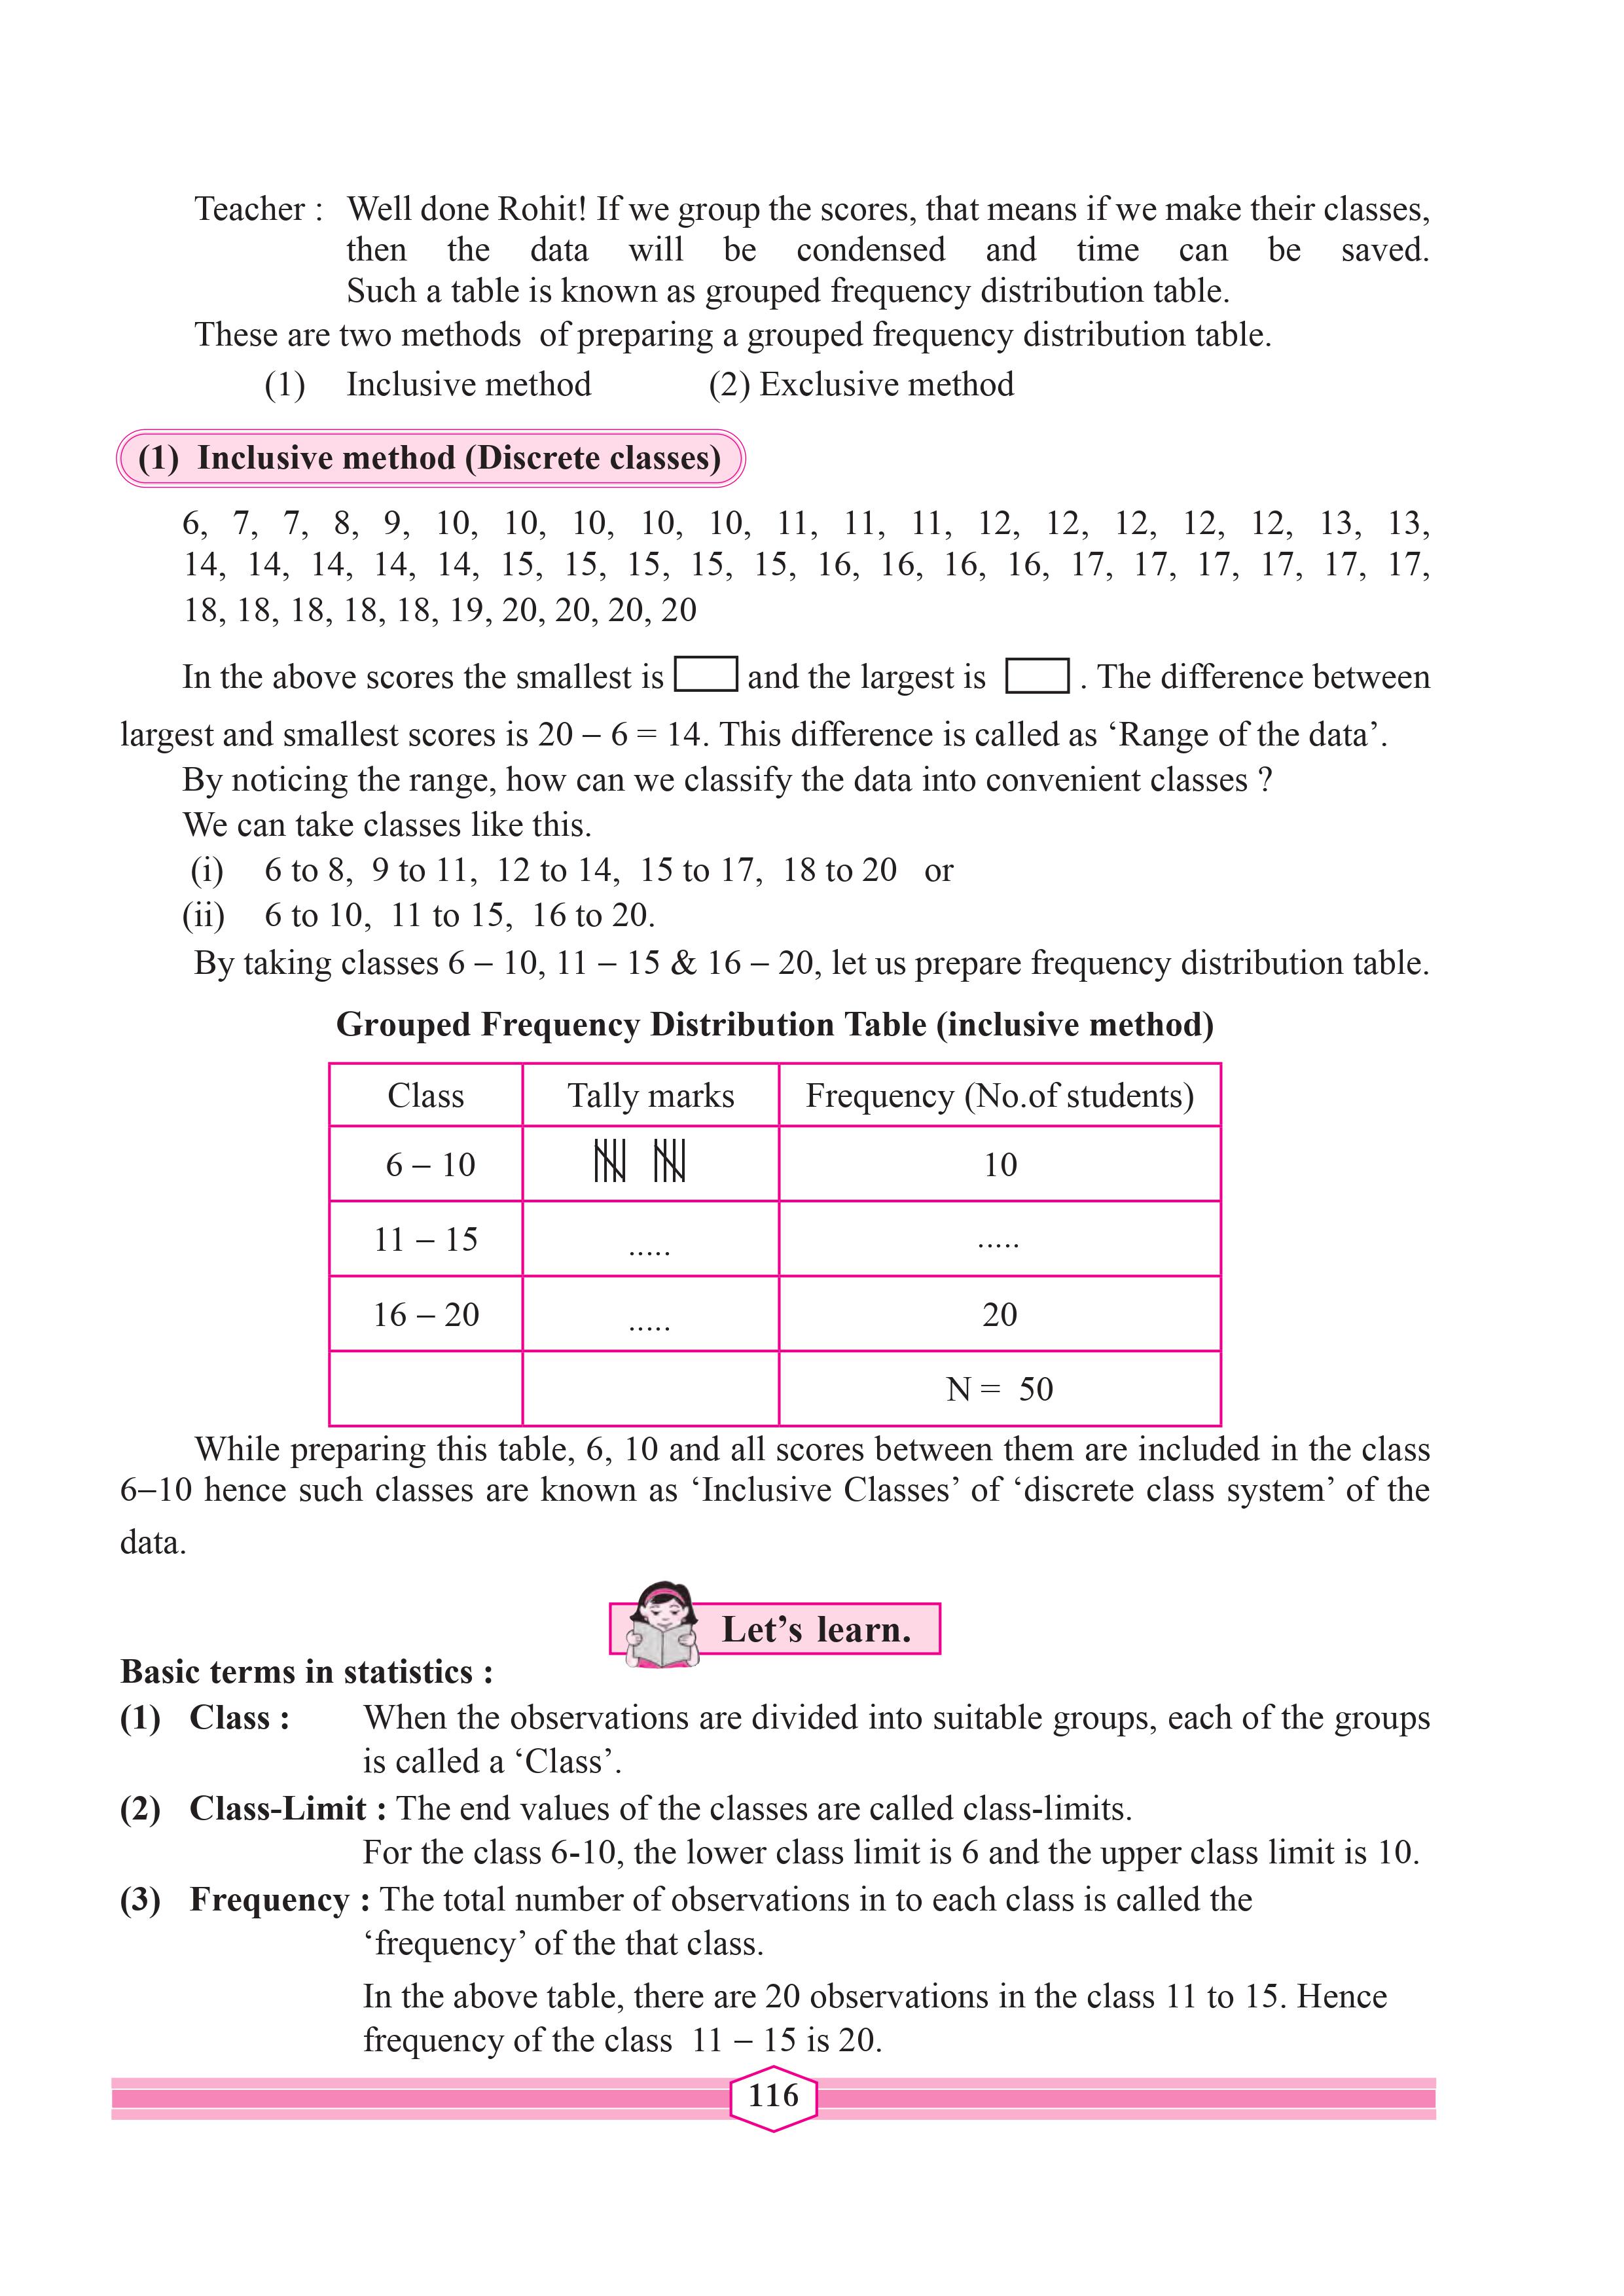 Teacher : Well done Rohit! If we group the scores, that means if we make their classes,
then the data will be condensed and time can be saved.
Such a table is known as grouped frequency distribution table.
These are two methods of preparing a grouped frequency distribution table.
(1) Inclusive method (2) Exclusive method
(1) Inclusive method (Discrete classes)
6, 7, 7, 8, 9, 10, 10, 10, 10, 10, 11, 11, 11, 12, 12, 12, 12, 12, 13, 13,
14, 14, 14, 14, 14, 15, 15, 15, 15, 15, 16, 16, 16, 16, 17, 17, 17, 17, 17, 17,
18, 18, 18, 18, 18, 19, 20, 20, 20, 20
In the above scores the smallest is and the largest is . The difference between
largest and smallest scores is 20 – 6 = 14. This difference is called as ‘Range of the data’.
By noticing the range, how can we classify the data into convenient classes ?
We can take classes like this.
(i) 6 to 8, 9 to 11, 12 to 14, 15 to 17, 18 to 20 or
(ii) 6 to 10, 11 to 15, 16 to 20.
By taking classes 6 – 10, 11 – 15 & 16 – 20, let us prepare frequency distribution table.
Grouped Frequency Distribution Table (inclusive method)
Class Tally marks Frequency (No.of students)
6 – 10 10
11 – 15 ..... .....
16 – 20 ..... 20
N = 50
While preparing this table, 6, 10 and all scores between them are included in the class
6–10 hence such classes are known as ‘Inclusive Classes’ of ‘discrete class system’ of the
data.
Let’s learn.
Basic terms in statistics :
(1) Class : When the observations are divided into suitable groups, each of the groups
is called a ‘Class’.
(2) Class-Limit : The end values of the classes are called class-limits.
For the class 6-10, the lower class limit is 6 and the upper class limit is 10.
(3) Frequency : The total number of observations in to each class is called the
‘frequency’ of the that class.
In the above table, there are 20 observations in the class 11 to 15. Hence
frequency of the class 11 – 15 is 20.
116